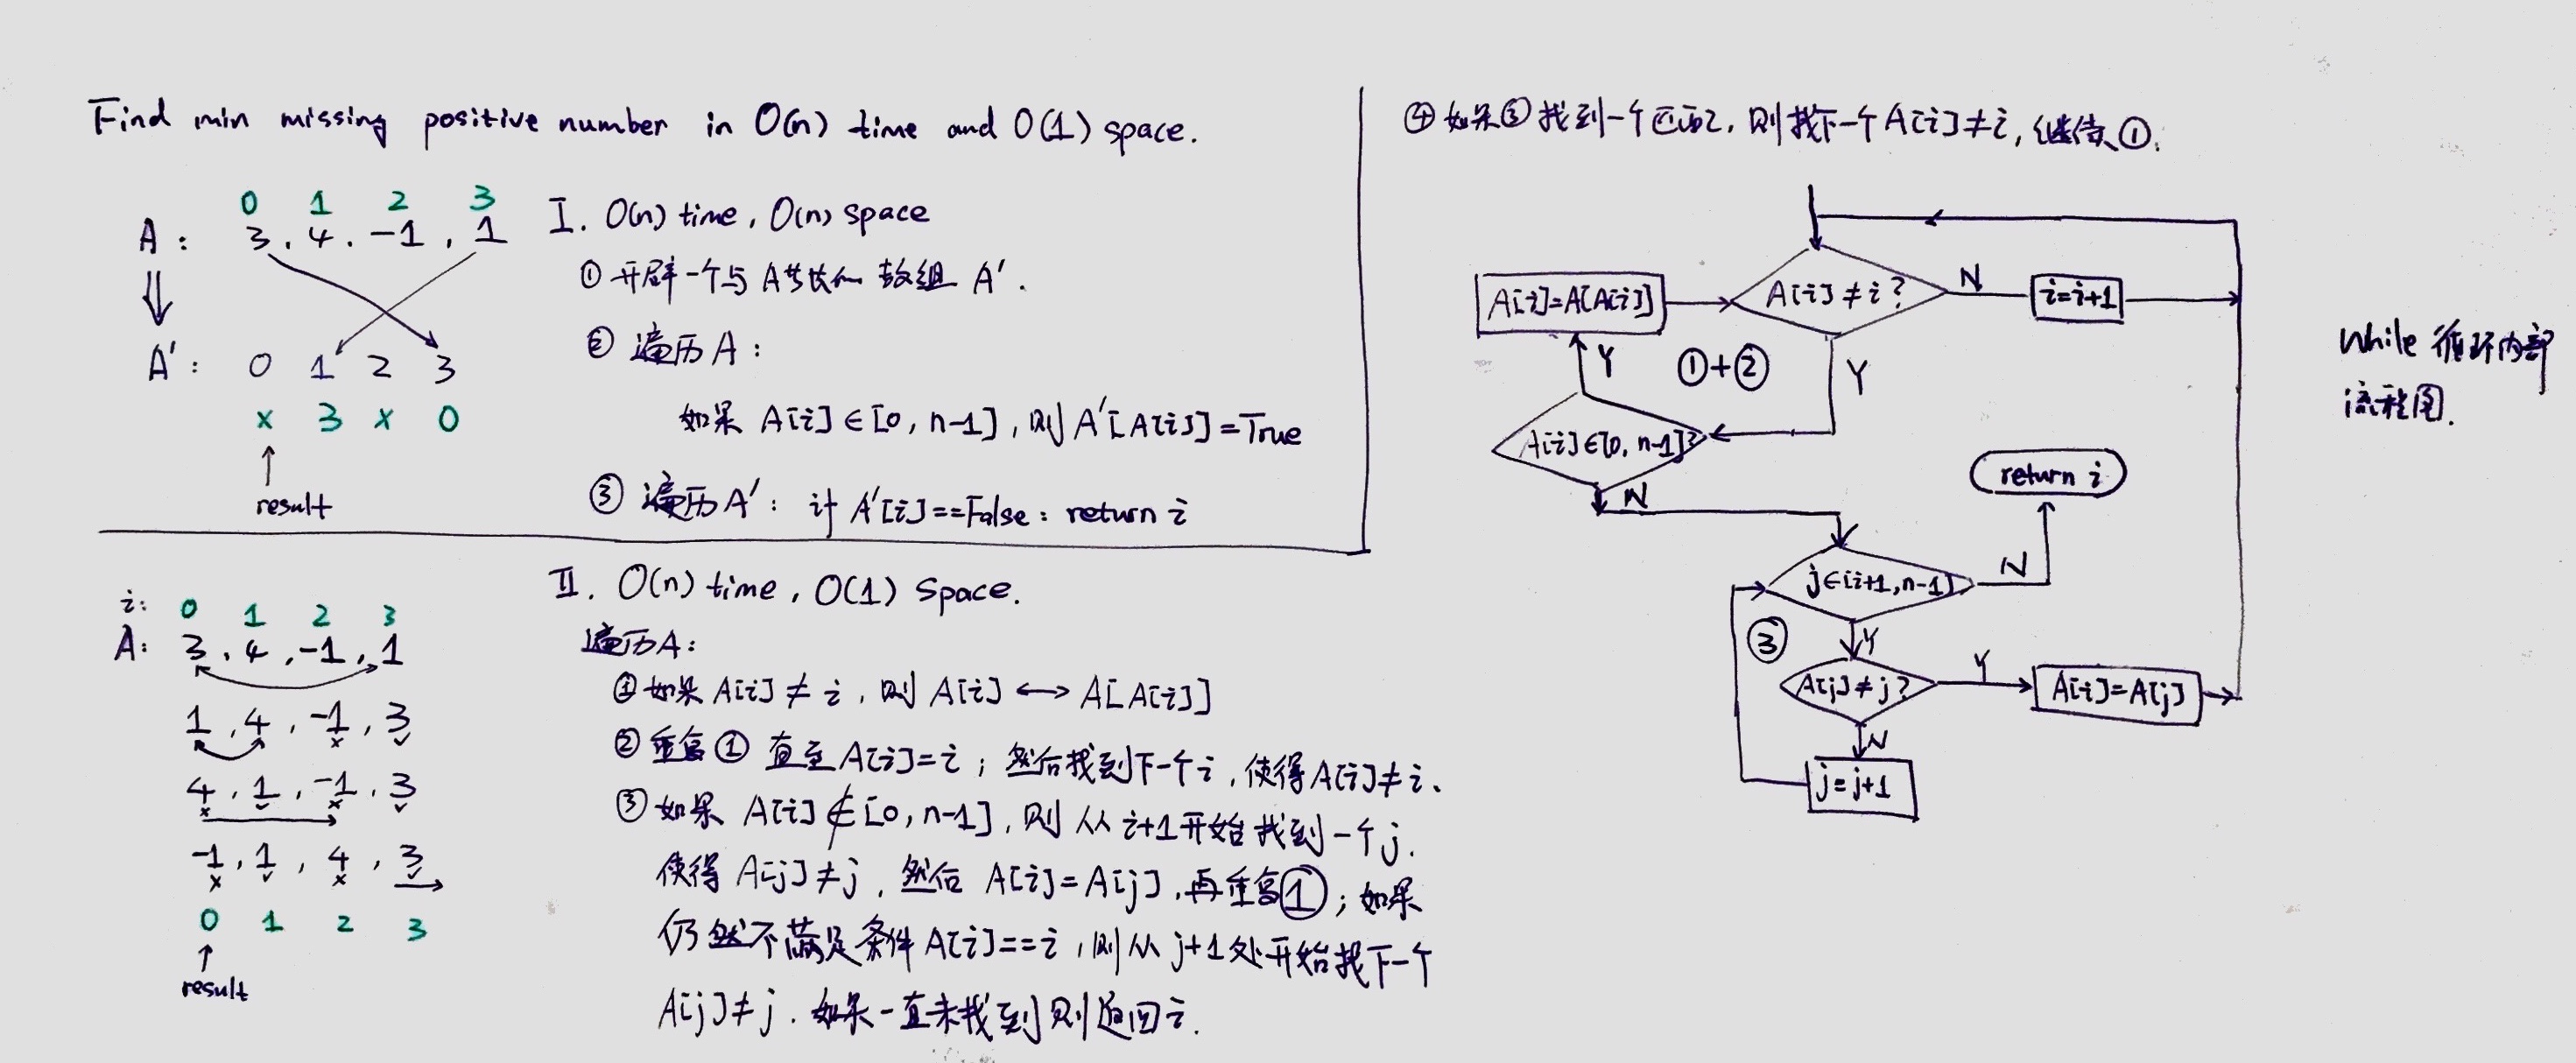 Find min missing positive number in O(n) time and O(1) space.
0 1 2 3
A: 3, 4, -1, 1
A': 0 1 2 3
x 3 x 0
result
I. O(n) time, O(n) space
① 开辟一个与A等长的数组 A'.
② 遍历A:
如果 A[i]∈[0, n-1], 则 A'[A[i]]=True
③ 遍历A': if A'[i]==False: return i
i: 0 1 2 3
A: 3, 4, -1, 1
1, 4, -1, 3
x ✓
4, 1, -1, 3
x ✓ x ✓
-1, 1, 4, 3
x ✓ x ✓
0 1 2 3
result
II. O(n) time, O(1) space.
遍历A:
①如果 A[i]≠i, 则 A[i]⟷A[A[i]]
②重复① 直至A[i]=i; 然后找到下一个i, 使得A[i]≠i.
③如果 A[i]∉[0, n-1], 则从i+1开始找到一个j.
使得 A[j]≠j, 然后 A[i]=A[j], 再重复①; 如果
仍然不满足条件 A[i]==i, 则从j+1处开始找下一个
A[j]≠j. 如果一直未找到则返回i.
④如果③找到一个匹配, 则找下一个A[i]≠i, 继续①.
A[i]≠i?
N
i=i+1
A[i]=A[A[i]]
Y
①+②
Y
A[i]∈[0, n-1]?
N
return i
j∈[i+1, n-1]
N
③
Y
A[j]≠j?
Y
A[i]=A[j]
N
j=j+1
While 循环内部
流程图.